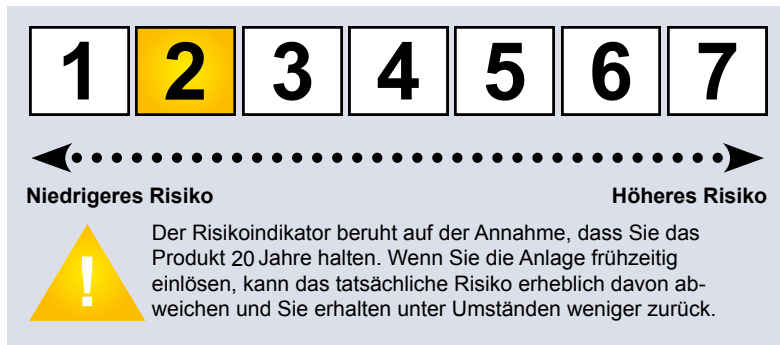 1 2 3 4 5 6 7
Niedrigeres Risiko Höheres Risiko
! Der Risikoindikator beruht auf der Annahme, dass Sie das
Produkt 20 Jahre halten. Wenn Sie die Anlage frühzeitig
einlösen, kann das tatsächliche Risiko erheblich davon ab-
weichen und Sie erhalten unter Umständen weniger zurück.